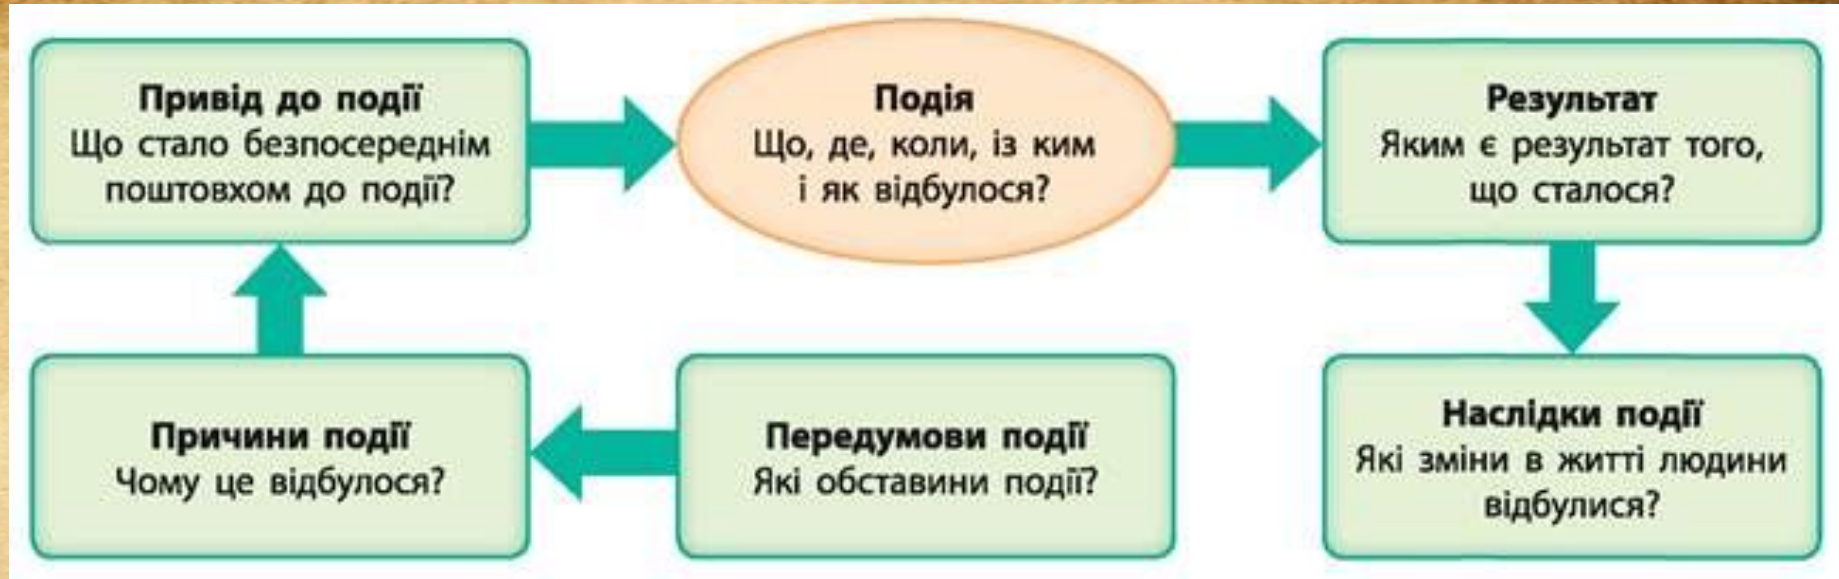 Привід до події
Що стало безпосереднім
поштовхом до події?
Подія
Що, де, коли, із ким
і як відбулося?
Результат
Яким є результат того,
що сталося?
Причини події
Чому це відбулося?
Передумови події
Які обставини події?
Наслідки події
Які зміни в житті людини
відбулися?